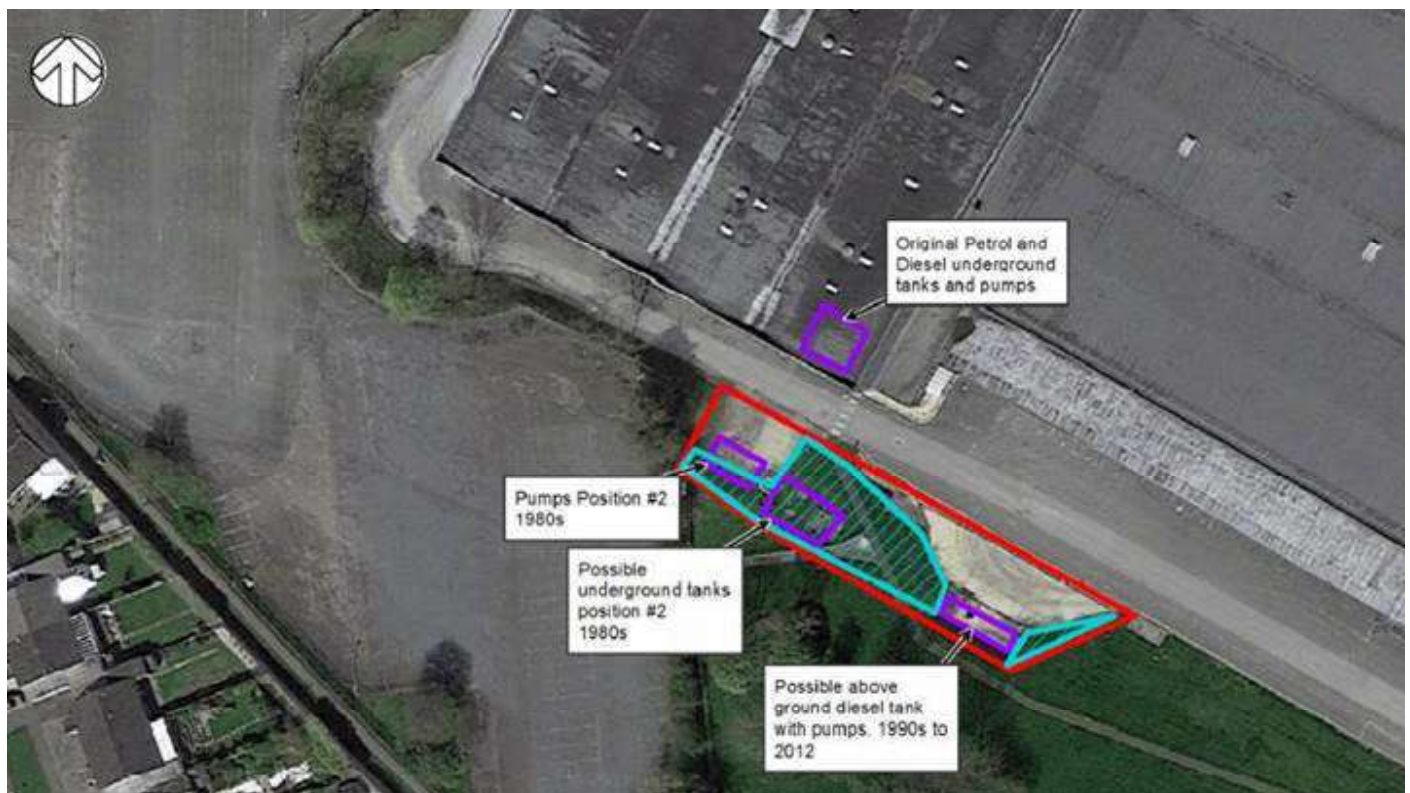 Original Petrol and
Diesel underground
tanks and pumps
Pumps Position #2
1980s
Possible
underground tanks
position #2
1980s
Possible above
ground diesel tank
with pumps. 1990s to
2012